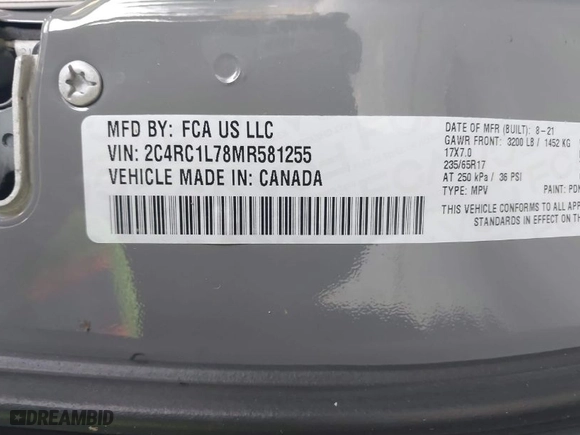 MFD BY: FCA US LLC
VIN: 2C4RC1L78MR581255
VEHICLE MADE IN: CANADA
DATE OF MFR (BUILT): 8-21
GAWR FRONT: 3200 LB / 1452 KG
17X7.0
235/65R17
AT 250 kPa / 36 PSI
TYPE: MPV PAINT: PDN
THIS VEHICLE CONFORMS TO ALL APP
STANDARDS IN EFFECT ON TH
DREAMBID